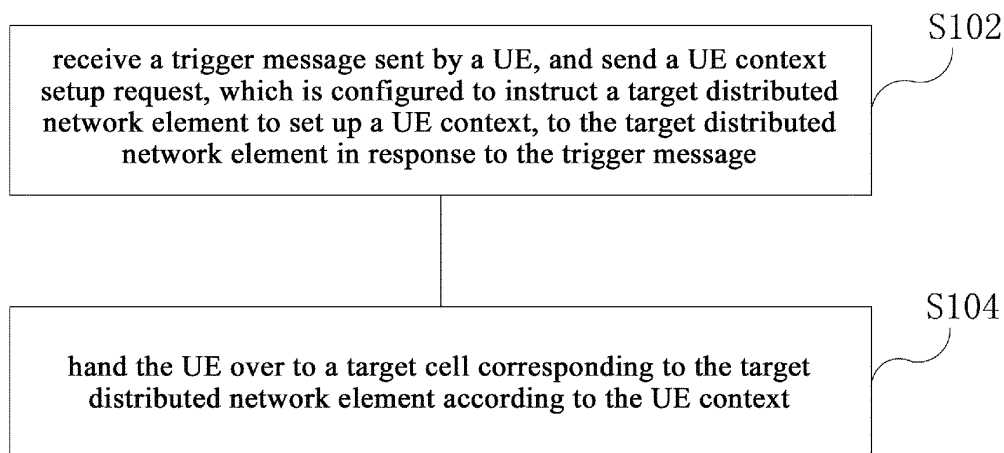 S102
receive a trigger message sent by a UE, and send a UE context
setup request, which is configured to instruct a target distributed
network element to set up a UE context, to the target distributed
network element in response to the trigger message
S104
hand the UE over to a target cell corresponding to the target
distributed network element according to the UE context